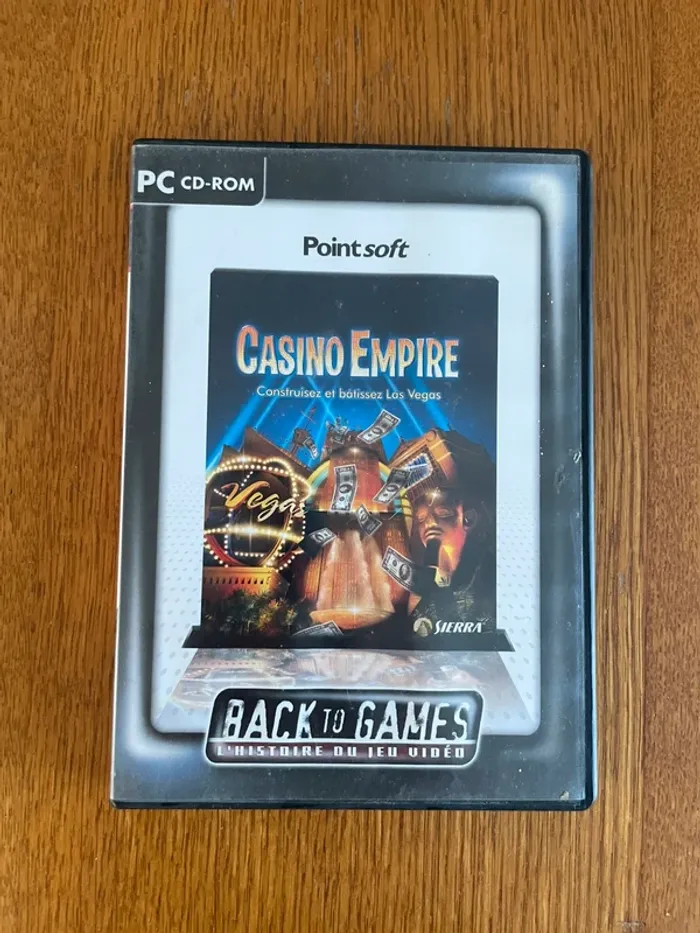 PC CD-ROM
Pointsoft
CASINO EMPIRE
Construisez et bâtissez Las Vegas
Vegas
SIERRA
BACK TO GAMES
L'HISTOIRE DU JEU VIDÉO